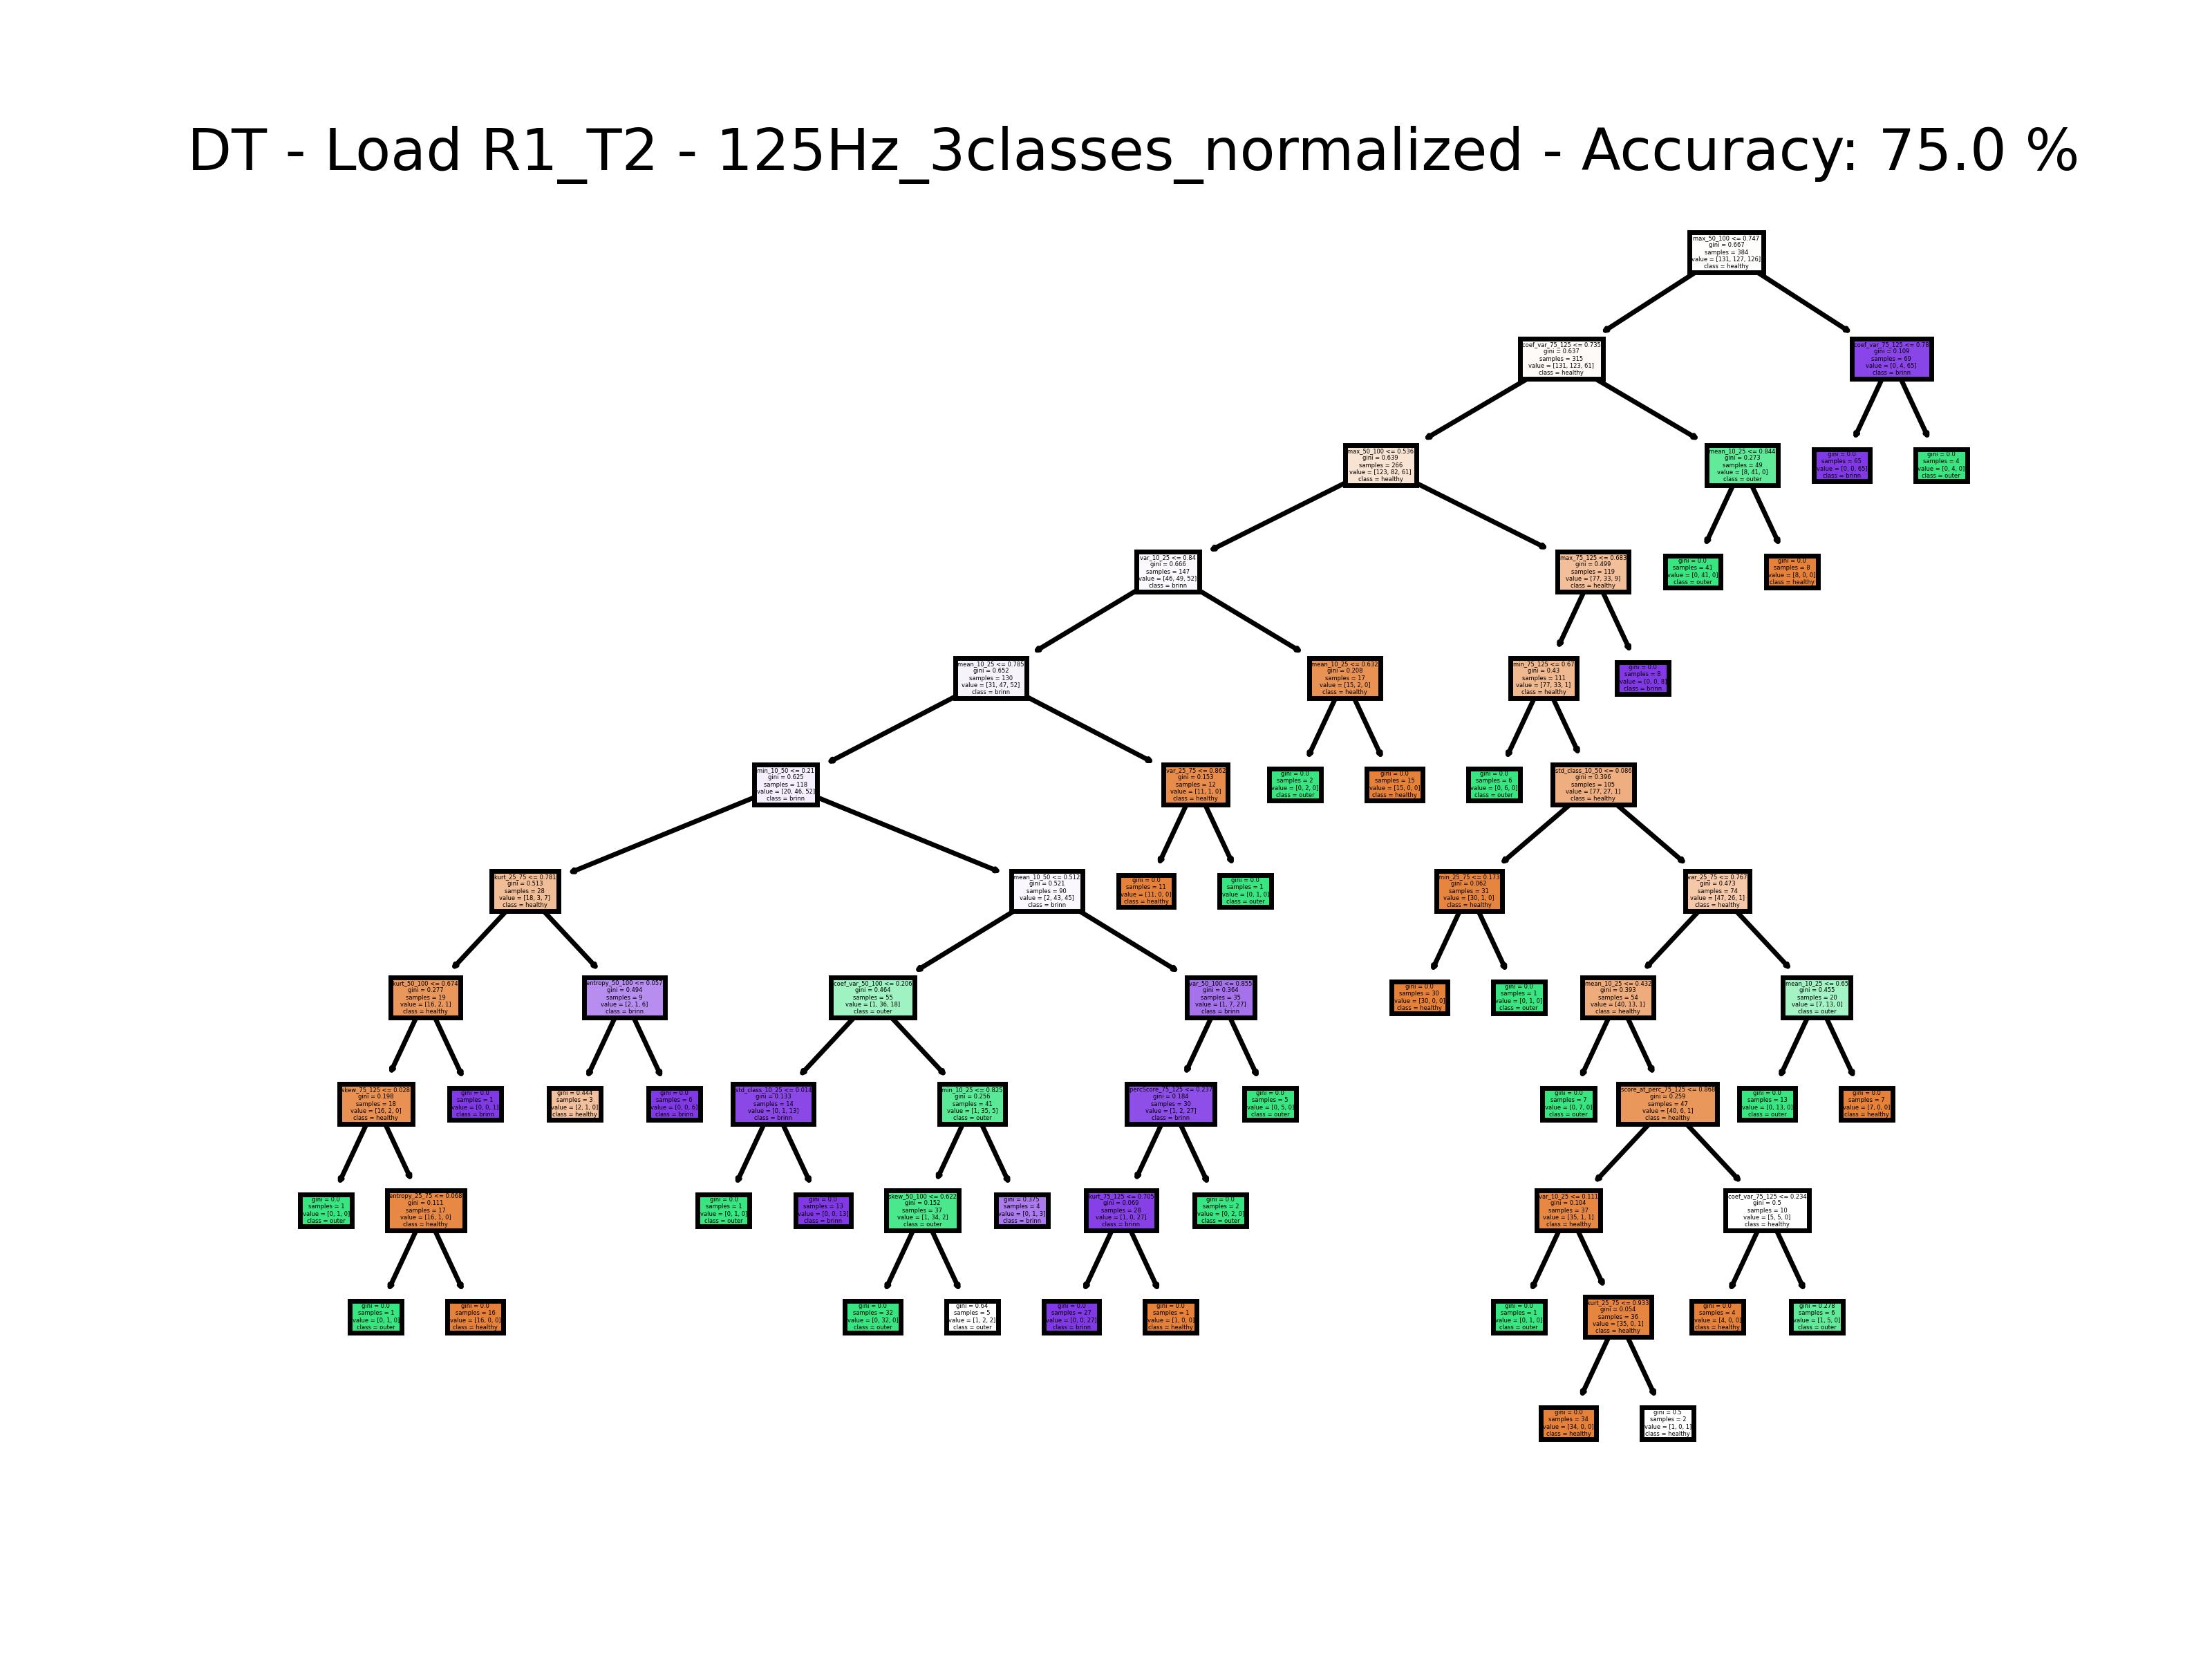 DT - Load R1_T2 - 125Hz_3classes_normalized - Accuracy: 75.0 %
max_50_100 <= 0.747
gini = 0.667
samples = 384
value = [131, 127, 126]
class = healthy
coef_var_75_125 <= 0.735
gini = 0.637
samples = 315
value = [131, 123, 61]
class = healthy
coef_var_75_125 <= 0.78
gini = 0.109
samples = 69
value = [0, 4, 65]
class = brinn
max_50_100 <= 0.536
gini = 0.639
samples = 266
value = [123, 82, 61]
class = healthy
mean_10_25 <= 0.844
gini = 0.273
samples = 49
value = [8, 41, 0]
class = outer
gini = 0.0
samples = 65
value = [0, 0, 65]
class = brinn
gini = 0.0
samples = 4
value = [0, 4, 0]
class = outer
var_10_25 <= 0.84
gini = 0.666
samples = 147
value = [46, 49, 52]
class = brinn
max_75_125 <= 0.683
gini = 0.499
samples = 119
value = [77, 33, 9]
class = healthy
gini = 0.0
samples = 41
value = [0, 41, 0]
class = outer
gini = 0.0
samples = 8
value = [8, 0, 0]
class = healthy
mean_10_25 <= 0.785
gini = 0.652
samples = 130
value = [31, 47, 52]
class = brinn
mean_10_25 <= 0.632
gini = 0.208
samples = 17
value = [15, 2, 0]
class = healthy
min_75_125 <= 0.67
gini = 0.43
samples = 111
value = [77, 33, 1]
class = healthy
gini = 0.0
samples = 8
value = [0, 0, 8]
class = brinn
min_10_50 <= 0.21
gini = 0.625
samples = 118
value = [20, 46, 52]
class = brinn
var_25_75 <= 0.862
gini = 0.153
samples = 12
value = [11, 1, 0]
class = healthy
gini = 0.0
samples = 2
value = [0, 2, 0]
class = outer
gini = 0.0
samples = 15
value = [15, 0, 0]
class = healthy
gini = 0.0
samples = 6
value = [0, 6, 0]
class = outer
std_class_10_50 <= 0.086
gini = 0.396
samples = 105
value = [77, 27, 1]
class = healthy
kurt_25_75 <= 0.781
gini = 0.513
samples = 28
value = [18, 3, 7]
class = healthy
mean_10_50 <= 0.512
gini = 0.521
samples = 90
value = [2, 43, 45]
class = brinn
gini = 0.0
samples = 11
value = [11, 0, 0]
class = healthy
gini = 0.0
samples = 1
value = [0, 1, 0]
class = outer
min_25_75 <= 0.173
gini = 0.062
samples = 31
value = [30, 1, 0]
class = healthy
var_25_75 <= 0.767
gini = 0.473
samples = 74
value = [47, 26, 1]
class = healthy
kurt_50_100 <= 0.674
gini = 0.277
samples = 19
value = [16, 2, 1]
class = healthy
entropy_50_100 <= 0.057
gini = 0.494
samples = 9
value = [2, 1, 6]
class = brinn
coef_var_50_100 <= 0.206
gini = 0.464
samples = 55
value = [1, 36, 18]
class = outer
var_50_100 <= 0.855
gini = 0.364
samples = 35
value = [1, 7, 27]
class = brinn
gini = 0.0
samples = 30
value = [30, 0, 0]
class = healthy
gini = 0.0
samples = 1
value = [0, 1, 0]
class = outer
mean_10_25 <= 0.432
gini = 0.393
samples = 54
value = [40, 13, 1]
class = healthy
mean_10_25 <= 0.65
gini = 0.455
samples = 20
value = [7, 13, 0]
class = outer
skew_75_125 <= 0.028
gini = 0.198
samples = 18
value = [16, 2, 0]
class = healthy
gini = 0.0
samples = 1
value = [0, 0, 1]
class = brinn
gini = 0.444
samples = 3
value = [2, 1, 0]
class = healthy
gini = 0.0
samples = 6
value = [0, 0, 6]
class = brinn
gini = 0.133
samples = 14
value = [0, 1, 13]
class = brinn
min_10_25 <= 0.825
gini = 0.256
samples = 41
value = [1, 35, 5]
class = outer
gini = 0.184
samples = 30
value = [1, 2, 27]
class = brinn
gini = 0.0
samples = 5
value = [0, 5, 0]
class = outer
gini = 0.0
samples = 7
value = [0, 7, 0]
class = outer
score_at_perc_75_125 <= 0.868
gini = 0.259
samples = 47
value = [40, 6, 1]
class = healthy
gini = 0.0
samples = 13
value = [0, 13, 0]
class = outer
gini = 0.0
samples = 7
value = [7, 0, 0]
class = healthy
gini = 0.0
samples = 1
value = [0, 1, 0]
class = outer
entropy_25_75 <= 0.068
gini = 0.111
samples = 17
value = [16, 1, 0]
class = healthy
gini = 0.0
samples = 1
value = [0, 1, 0]
class = outer
gini = 0.0
samples = 13
value = [0, 0, 13]
class = brinn
skew_50_100 <= 0.622
gini = 0.152
samples = 37
value = [1, 34, 2]
class = outer
gini = 0.375
samples = 4
value = [0, 1, 3]
class = brinn
kurt_75_125 <= 0.705
gini = 0.069
samples = 28
value = [1, 0, 27]
class = brinn
gini = 0.0
samples = 2
value = [0, 2, 0]
class = outer
var_10_25 <= 0.111
gini = 0.104
samples = 37
value = [35, 1, 1]
class = healthy
coef_var_75_125 <= 0.234
gini = 0.5
samples = 10
value = [5, 5, 0]
class = healthy
gini = 0.0
samples = 1
value = [0, 1, 0]
class = outer
gini = 0.0
samples = 16
value = [16, 0, 0]
class = healthy
gini = 0.0
samples = 32
value = [0, 32, 0]
class = outer
gini = 0.64
samples = 5
value = [1, 2, 2]
class = outer
gini = 0.0
samples = 27
value = [0, 0, 27]
class = brinn
gini = 0.0
samples = 1
value = [1, 0, 0]
class = healthy
gini = 0.0
samples = 1
value = [0, 1, 0]
class = outer
kurt_25_75 <= 0.933
gini = 0.054
samples = 36
value = [35, 0, 1]
class = healthy
gini = 0.0
samples = 4
value = [4, 0, 0]
class = healthy
gini = 0.278
samples = 6
value = [1, 5, 0]
class = outer
gini = 0.0
samples = 34
value = [34, 0, 0]
class = healthy
gini = 0.5
samples = 2
value = [1, 0, 1]
class = healthy